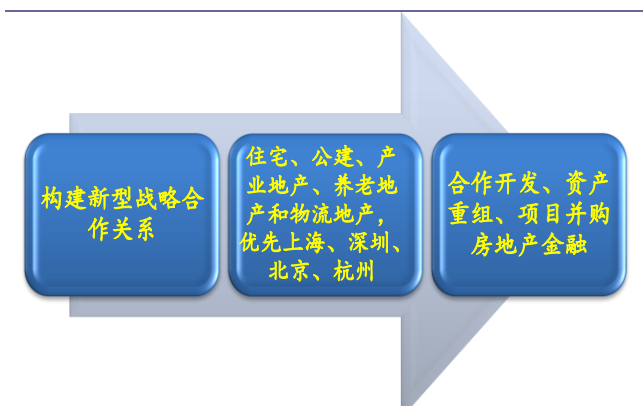 构建新型战略合
作关系
住宅、公建、产
业地产、养老地
产和物流地产，
优先上海、深圳、
北京、杭州
合作开发、资产
重组、项目并购
房地产金融